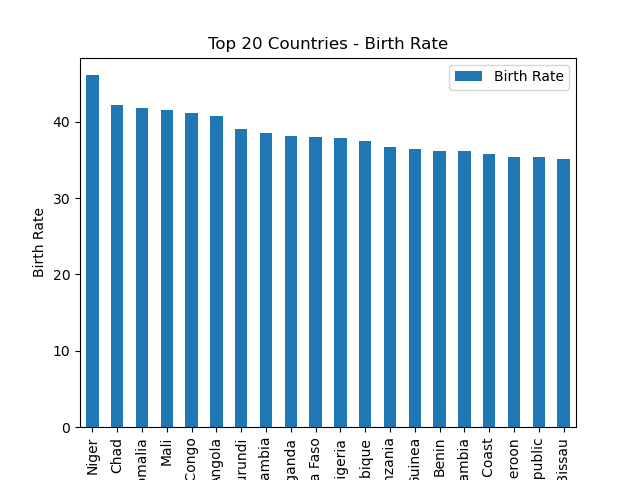 Top 20 Countries - Birth Rate
Birth Rate
Birth Rate
40
30
20
10
0
Niger
Chad
omalia
Mali
Congo
ngola
urundi
ambia
ganda
a Faso
igeria
bique
nzania
Guinea
Benin
ambia
Coast
eroon
public
Bissau